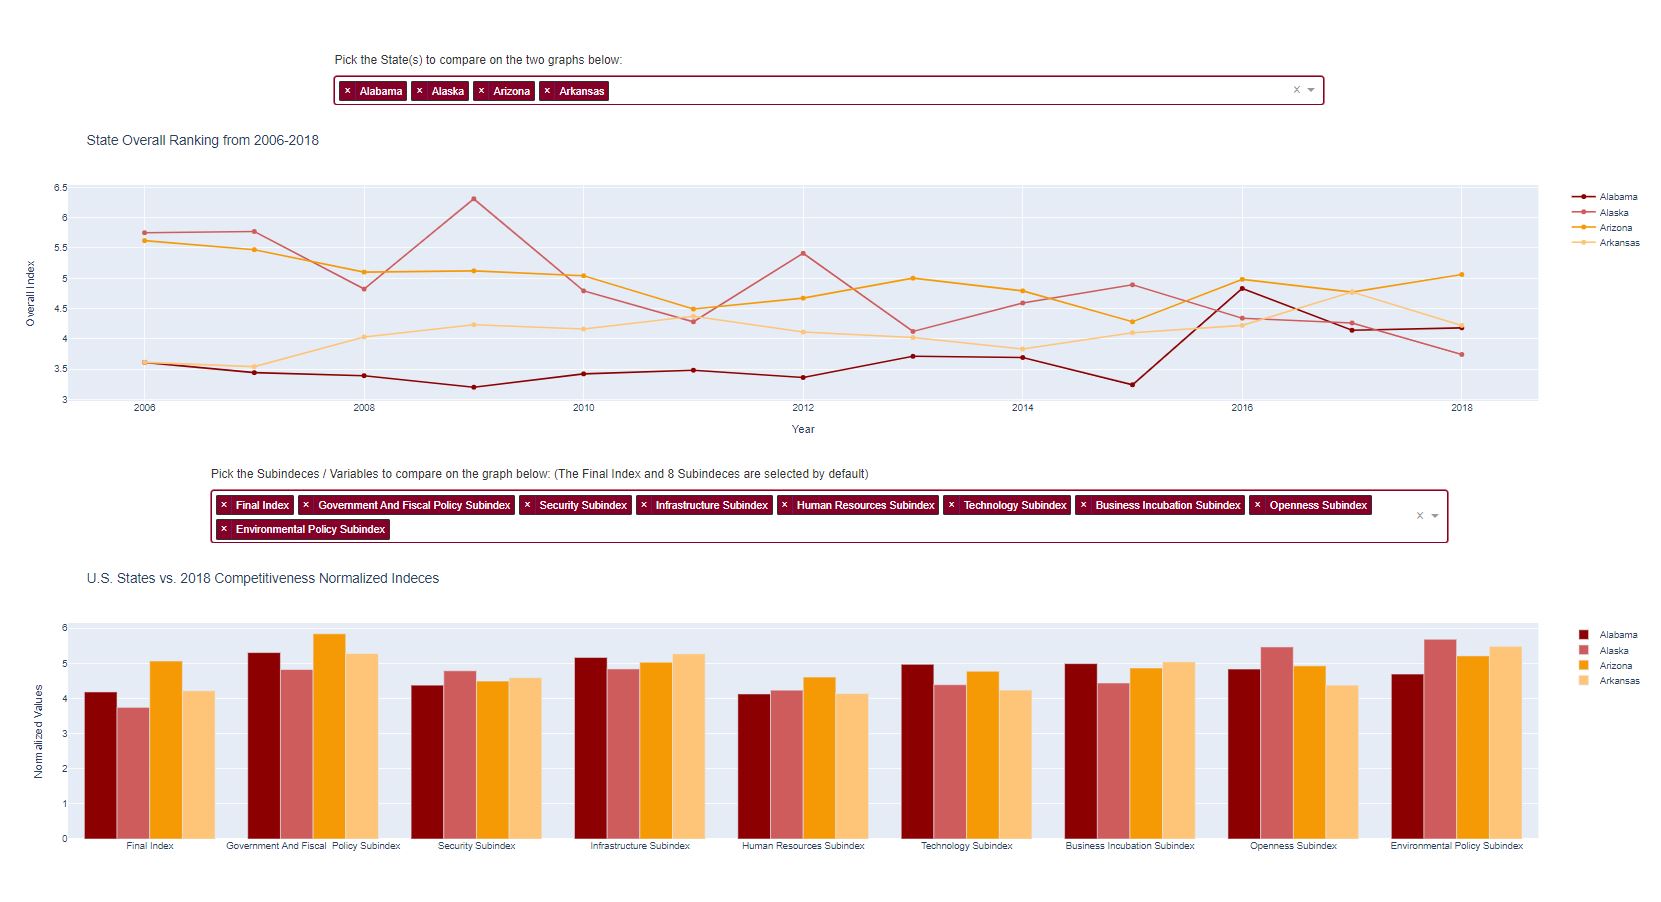 Pick the State(s) to compare on the two graphs below:
× Alabama × Alaska × Arizona × Arkansas
State Overall Ranking from 2006-2018
6.5
6
5.5
5
4.5
4
3.5
3
Overall Index
2006 2008 2010 2012 2014 2016 2018
Year
Alabama
Alaska
Arizona
Arkansas
Pick the Subindeces / Variables to compare on the graph below: (The Final Index and 8 Subindeces are selected by default)
× Final Index × Government And Fiscal Policy Subindex × Security Subindex × Infrastructure Subindex × Human Resources Subindex × Technology Subindex × Business Incubation Subindex × Openness Subindex
× Environmental Policy Subindex
U.S. States vs. 2018 Competitiveness Normalized Indeces
6
5
4
3
2
1
0
Normalized Values
Final Index Government And Fiscal Policy Subindex Security Subindex Infrastructure Subindex Human Resources Subindex Technology Subindex Business Incubation Subindex Openness Subindex Environmental Policy Subindex
Alabama
Alaska
Arizona
Arkansas